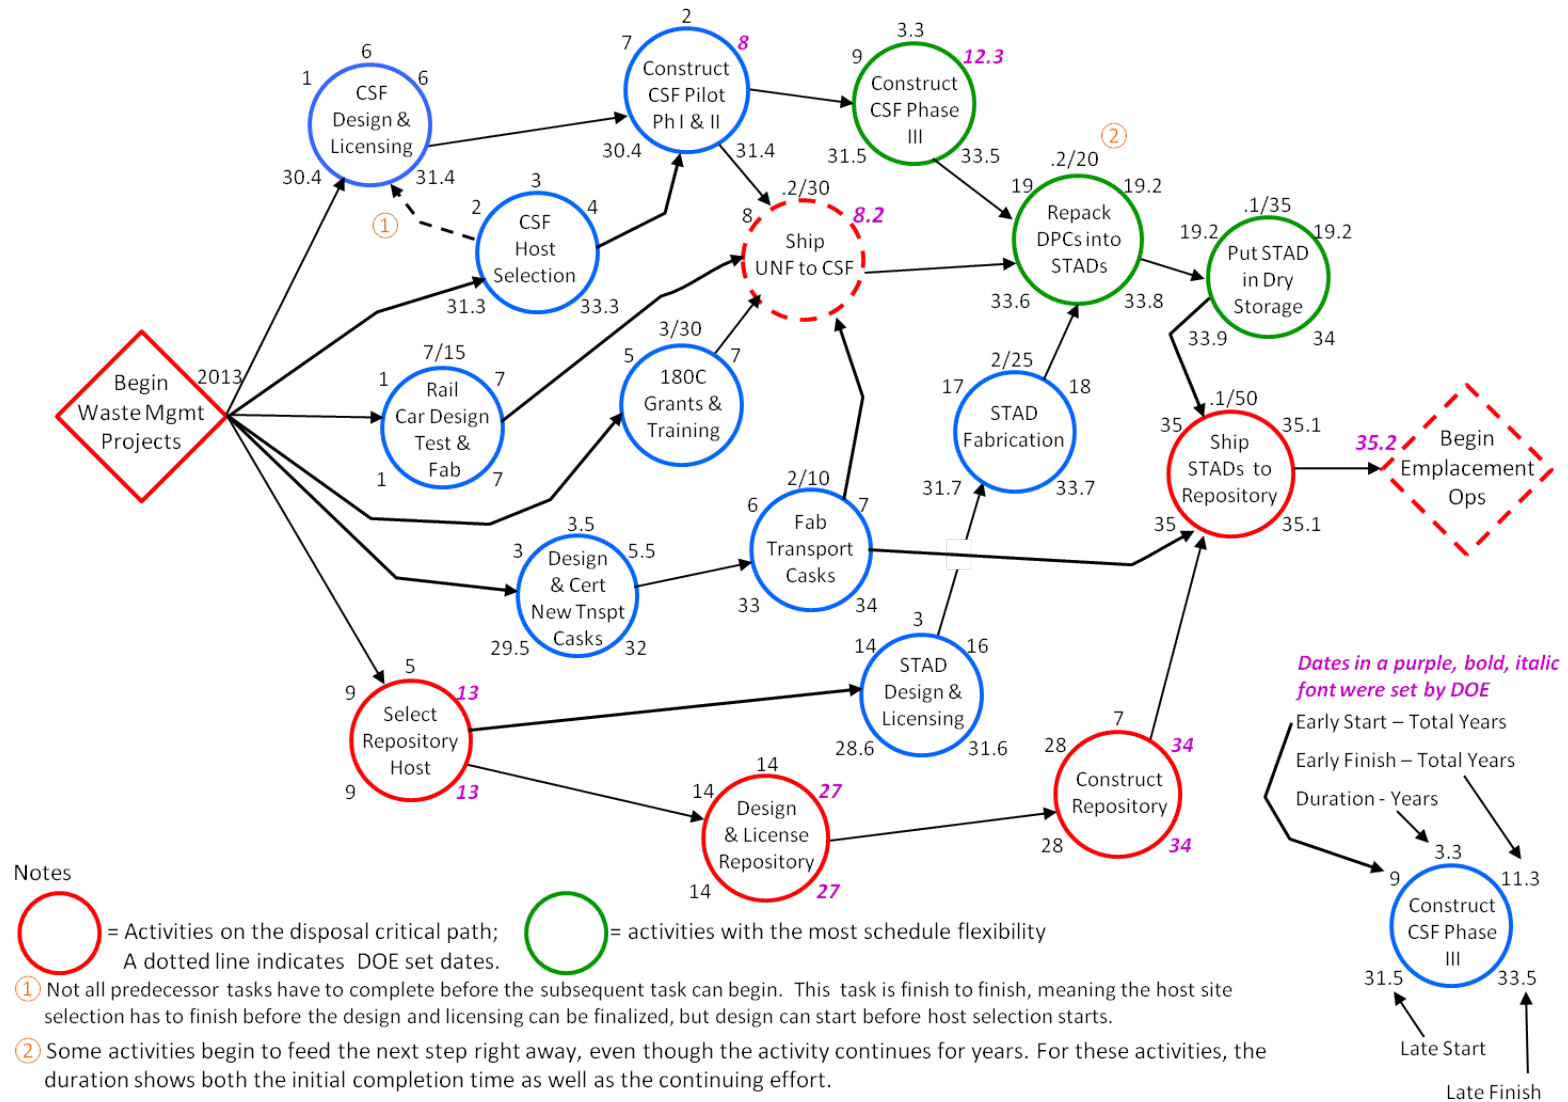 6
1
6
CSF
Design &
Licensing
30.4
31.4
2
7
8
Construct
CSF Pilot
Ph I & II
30.4
31.4
3.3
9
12.3
Construct
CSF Phase
III
31.5
33.5
3
2
4
CSF
Host
Selection
31.3
33.3
1
.2/30
8
8.2
Ship
UNF to CSF
2
.2/20
19
19.2
Repack
DPCs into
STADs
33.6
33.8
.1/35
19.2
19.2
Put STAD
in Dry
Storage
33.9
34
2013
Begin
Waste Mgmt
Projects
7/15
1
7
Rail
Car Design
Test &
Fab
1
7
3/30
5
7
180C
Grants &
Training
2/25
17
18
STAD
Fabrication
31.7
33.7
.1/50
35
35.1
Ship
STADs to
Repository
35
35.1
35.2
Begin
Emplacement
Ops
3.5
3
5.5
Design
& Cert
New Tnspt
Casks
29.5
32
2/10
6
7
Fab
Transport
Casks
33
34
5
9
13
Select
Repository
Host
9
13
3
14
16
STAD
Design &
Licensing
28.6
31.6
14
14
27
Design
& License
Repository
14
27
7
28
34
Construct
Repository
28
34
Dates in a purple, bold, italic
font were set by DOE
Early Start – Total Years
Early Finish – Total Years
Duration - Years
3.3
9
11.3
Construct
CSF Phase
III
31.5
33.5
Late Start
Late Finish
Notes
= Activities on the disposal critical path;
A dotted line indicates DOE set dates.
= activities with the most schedule flexibility
1 Not all predecessor tasks have to complete before the subsequent task can begin. This task is finish to finish, meaning the host site
selection has to finish before the design and licensing can be finalized, but design can start before host selection starts.
2 Some activities begin to feed the next step right away, even though the activity continues for years. For these activities, the
duration shows both the initial completion time as well as the continuing effort.